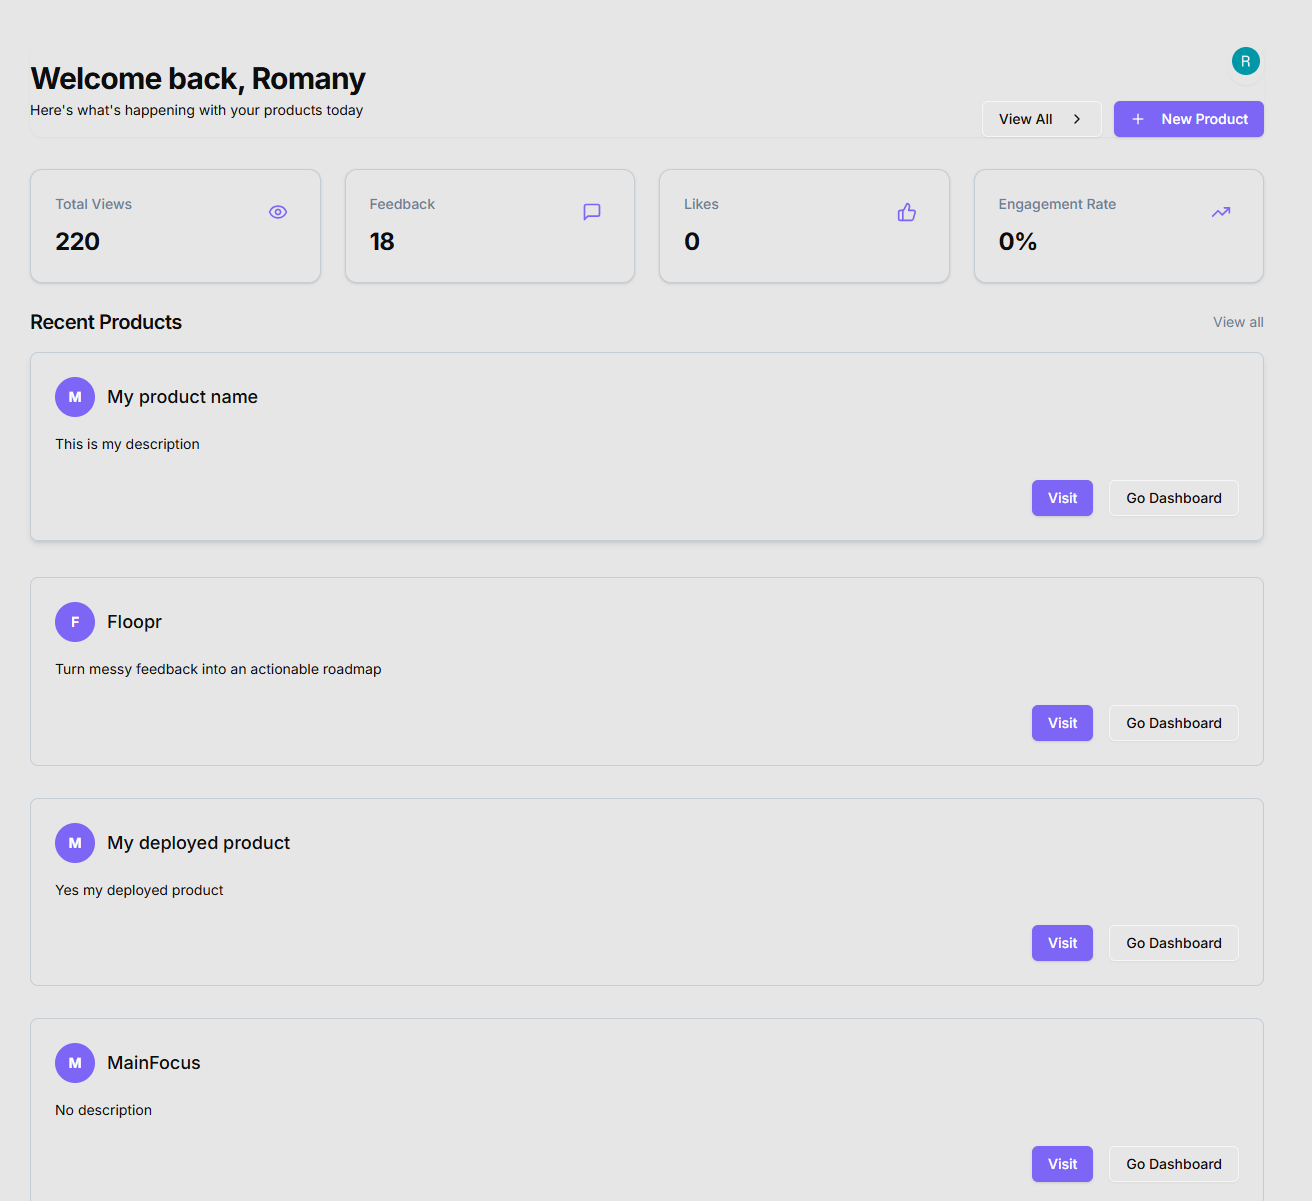 R
Welcome back, Romany
Here's what's happening with your products today
View All
New Product
Total Views
220
Feedback
18
Likes
0
Engagement Rate
0%
Recent Products
View all
M
My product name
This is my description
Visit
Go Dashboard
F
Floopr
Turn messy feedback into an actionable roadmap
Visit
Go Dashboard
M
My deployed product
Yes my deployed product
Visit
Go Dashboard
M
MainFocus
No description
Visit
Go Dashboard